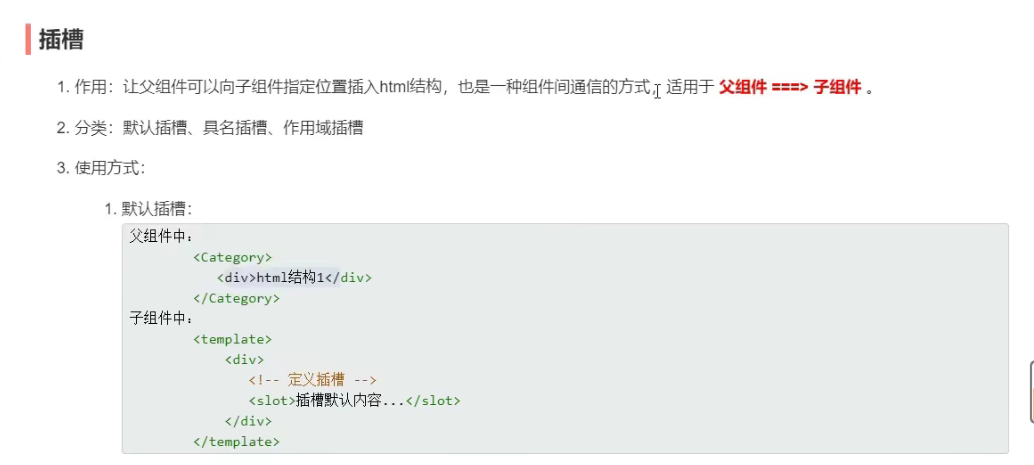 插槽
1. 作用：让父组件可以向子组件指定位置插入html结构，也是一种组件间通信的方式，适用于 父组件 ===> 子组件 。
2. 分类：默认插槽、具名插槽、作用域插槽
3. 使用方式：
1. 默认插槽：
父组件中：
<Category>
<div>html结构1</div>
</Category>
子组件中：
<template>
<div>
<!-- 定义插槽 -->
<slot>插槽默认内容...</slot>
</div>
</template>